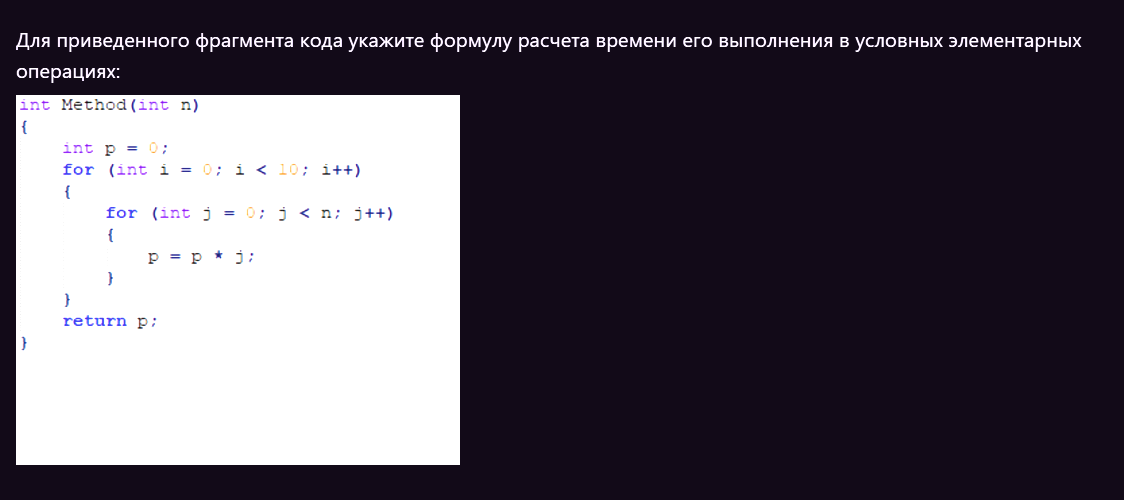 Для приведенного фрагмента кода укажите формулу расчета времени его выполнения в условных элементарных
операциях:
int Method(int n)
{
    int p = 0;
    for (int i = 0; i < 10; i++)
    {
        for (int j = 0; j < n; j++)
        {
            p = p * j;
        }
    }
    return p;
}